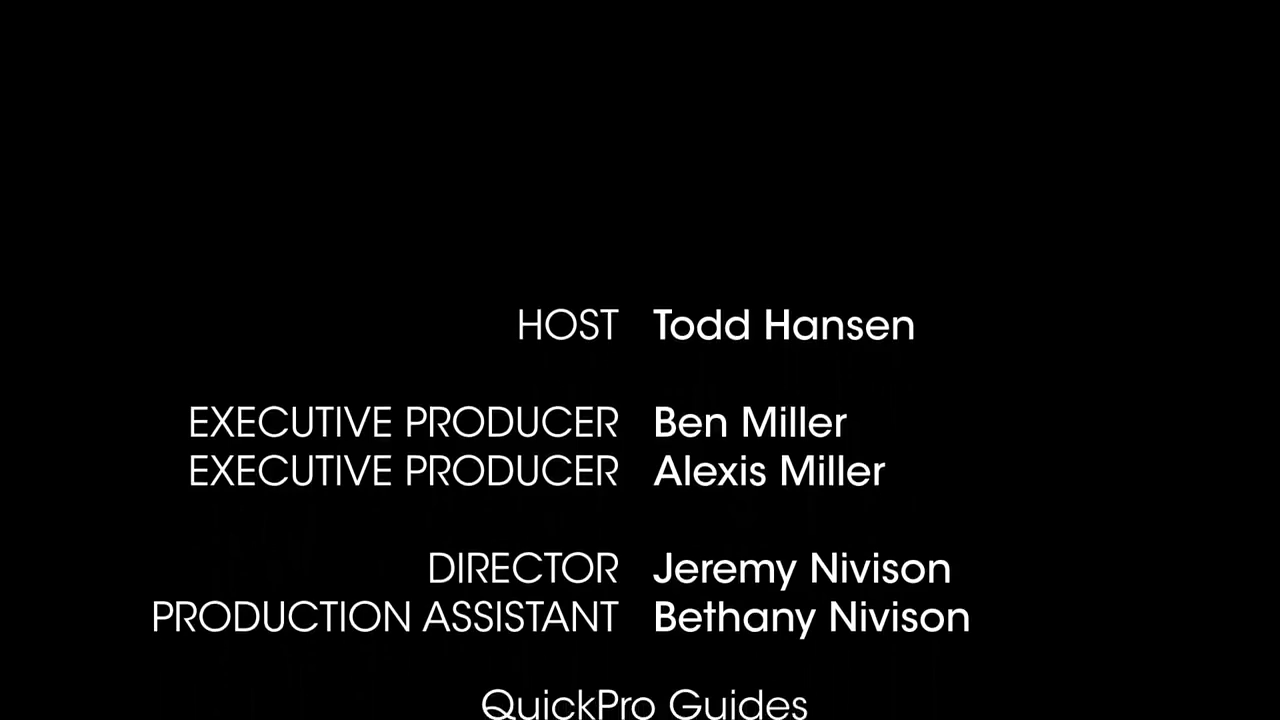 HOST Todd Hansen
EXECUTIVE PRODUCER Ben Miller
EXECUTIVE PRODUCER Alexis Miller
DIRECTOR Jeremy Nivison
PRODUCTION ASSISTANT Bethany Nivison
QuickPro Guides